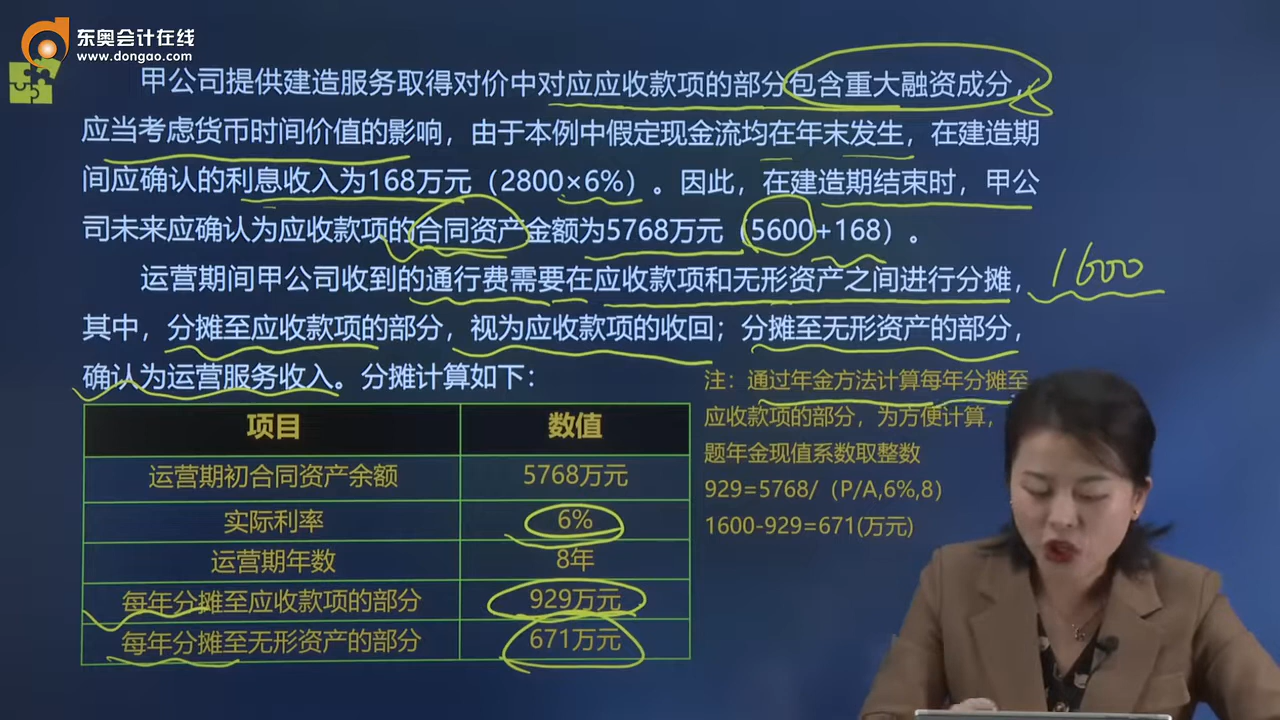 东奥会计在线
www.dongao.com
甲公司提供建造服务取得对价中对应应收款项的部分包含重大融资成分，
应当考虑货币时间价值的影响，由于本例中假定现金流均在年末发生，在建造期
间应确认的利息收入为168万元（2800×6%）。因此，在建造期结束时，甲公
司未来应确认为应收款项的合同资产金额为5768万元（5600+168）。
运营期间甲公司收到的通行费需要在应收款项和无形资产之间进行分摊，
1600
其中，分摊至应收款项的部分，视为应收款项的收回；分摊至无形资产的部分，
确认为运营服务收入。分摊计算如下：
项目 数值
运营期初合同资产余额 5768万元
实际利率 6%
运营期年数 8年
每年分摊至应收款项的部分 929万元
每年分摊至无形资产的部分 671万元
注：通过年金方法计算每年分摊至
应收款项的部分，为方便计算，
题年金现值系数取整数
929=5768/（P/A,6%,8）
1600-929=671(万元)